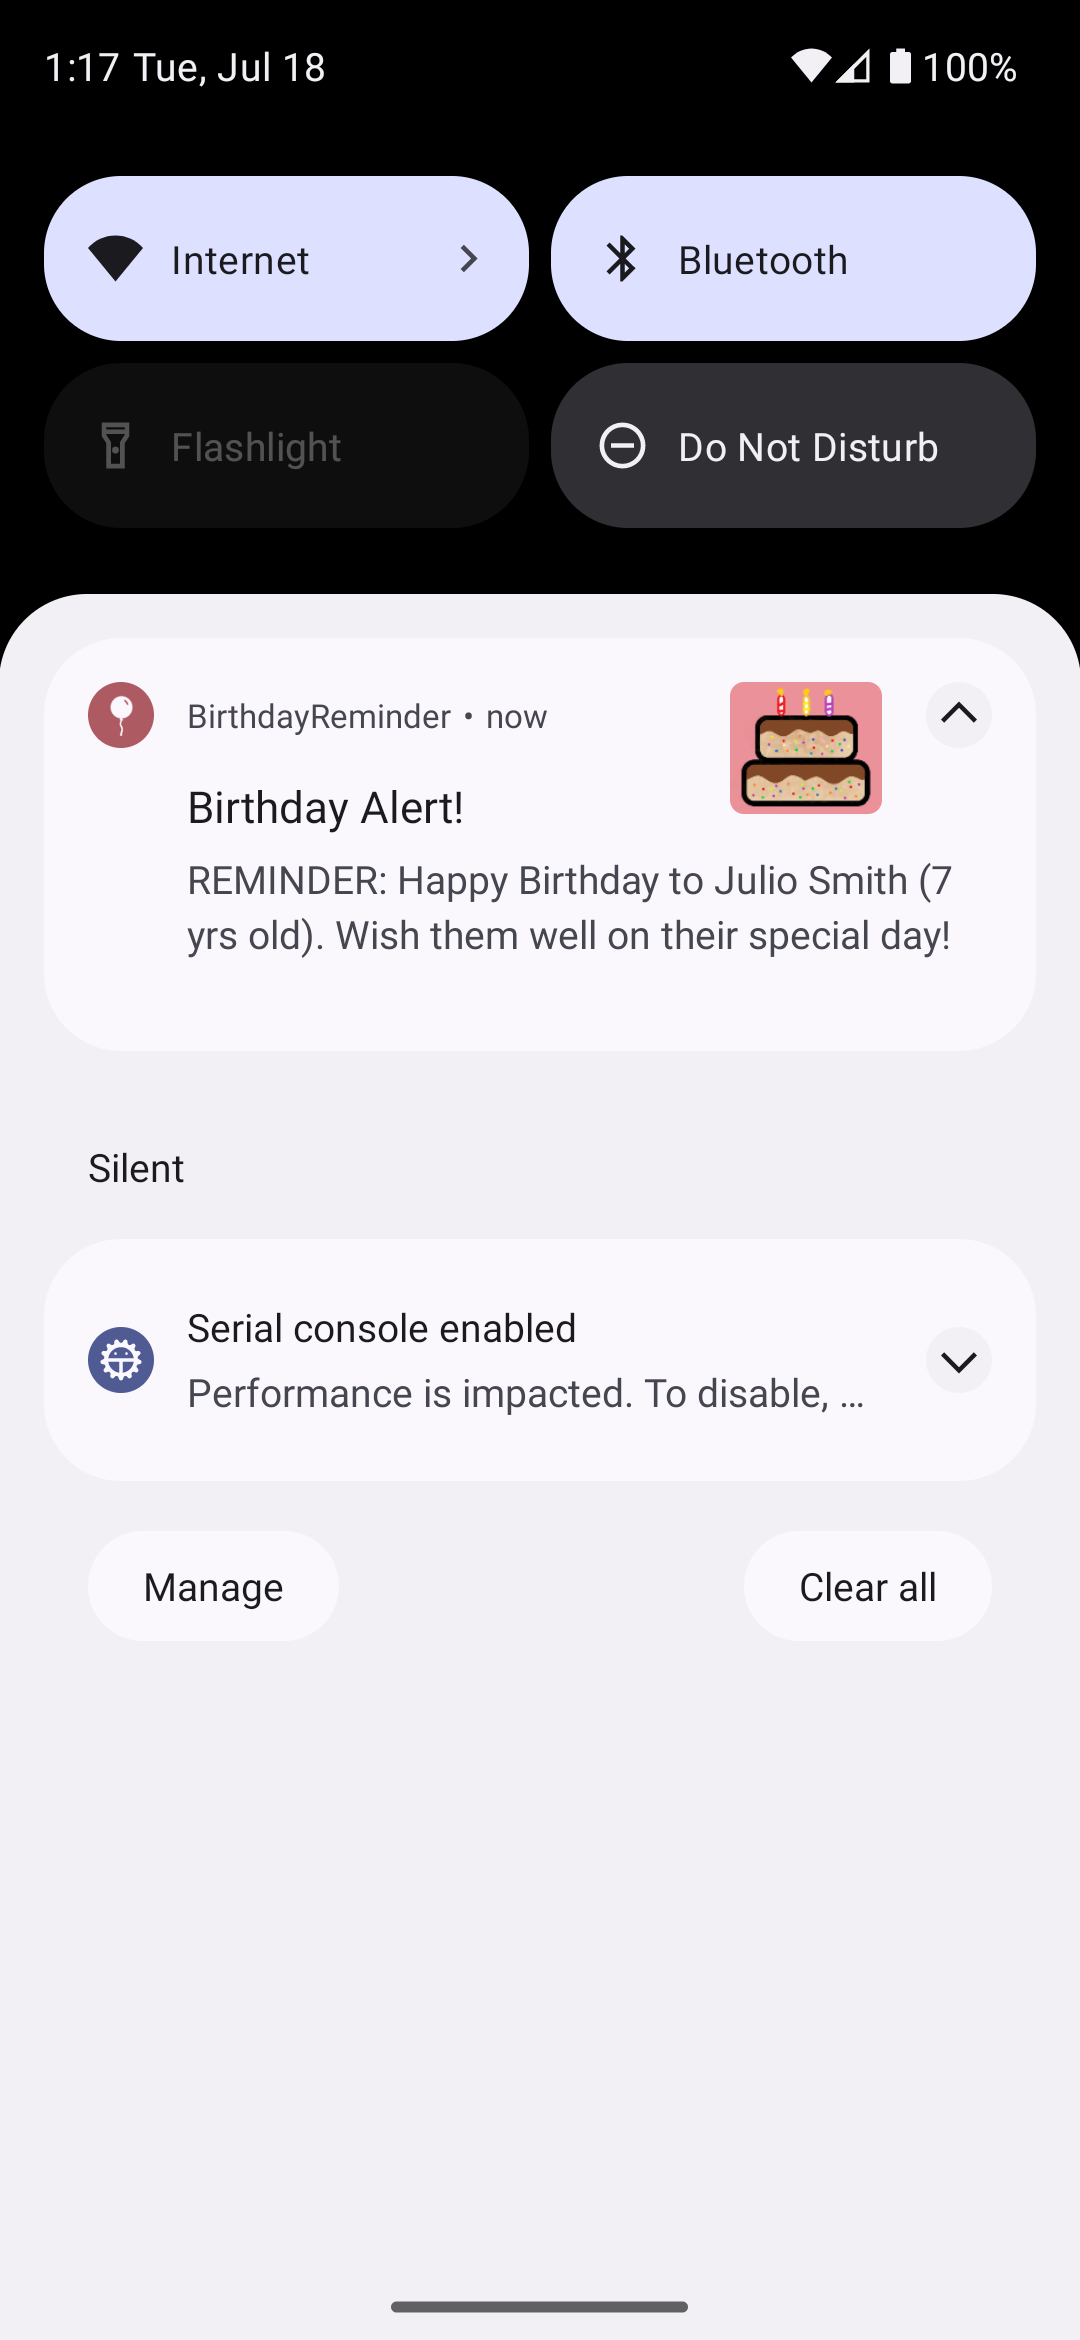 1:17 Tue, Jul 18 100%
Internet
Bluetooth
Flashlight
Do Not Disturb
BirthdayReminder • now
Birthday Alert!
REMINDER: Happy Birthday to Julio Smith (7
yrs old). Wish them well on their special day!
Silent
Serial console enabled
Performance is impacted. To disable, ...
Manage
Clear all